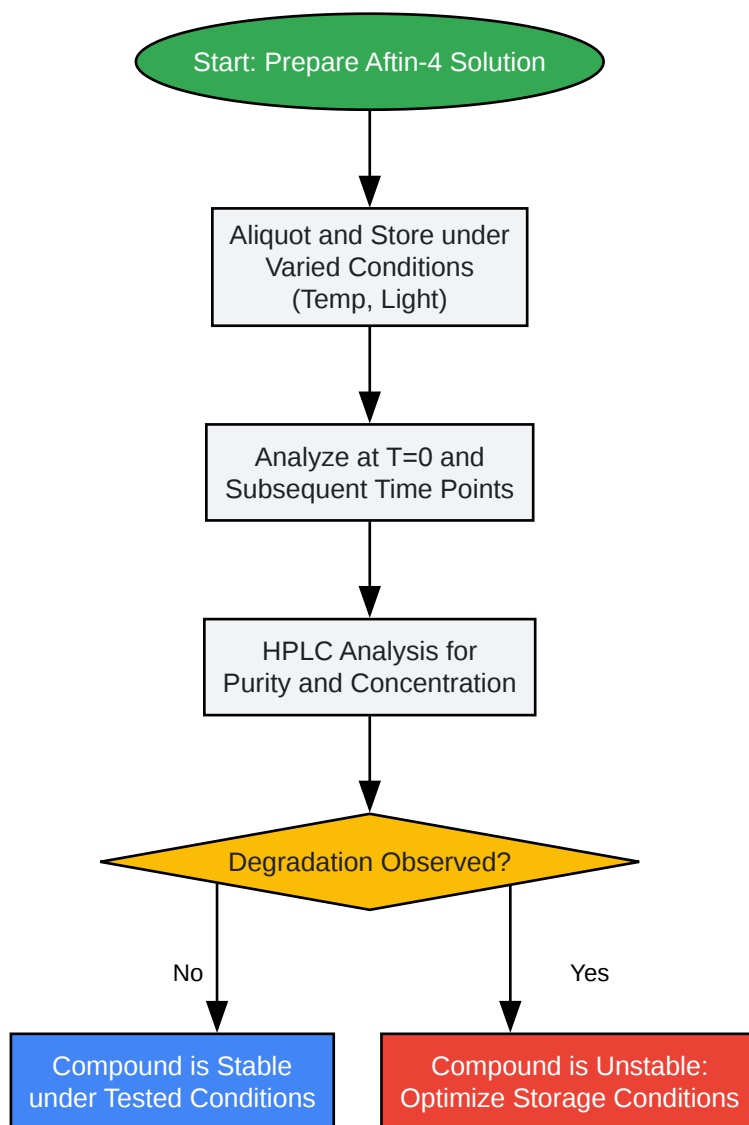 Start: Prepare Aftin-4 Solution
Aliquot and Store under
Varied Conditions
(Temp, Light)
Analyze at T=0 and
Subsequent Time Points
HPLC Analysis for
Purity and Concentration
Degradation Observed?
No
Yes
Compound is Stable
under Tested Conditions
Compound is Unstable:
Optimize Storage Conditions